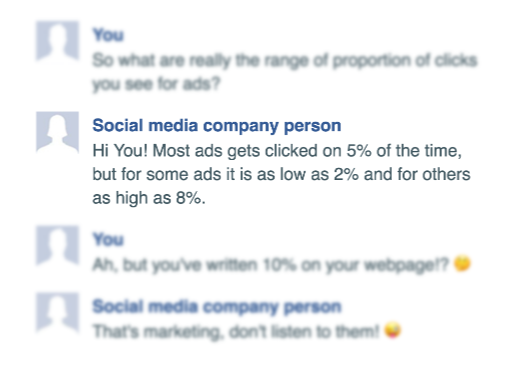 You
So what are really the range of proportion of clicks
you see for ads?
Social media company person
Hi You! Most ads gets clicked on 5% of the time,
but for some ads it is as low as 2% and for others
as high as 8%.
You
Ah, but you've written 10% on your webpage!?
Social media company person
That's marketing, don't listen to them!